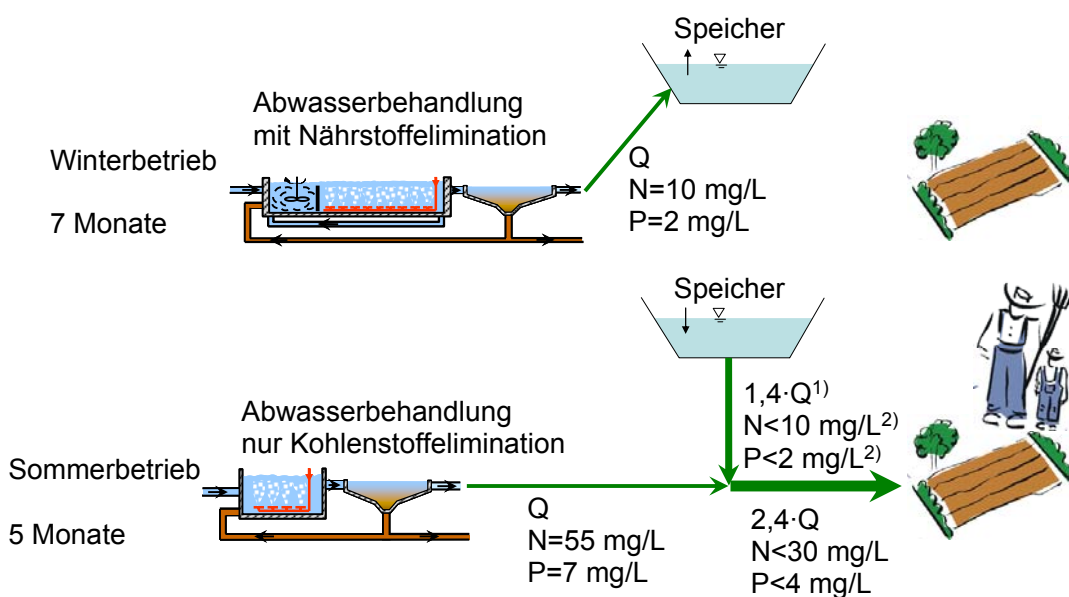 Speicher
Abwasserbehandlung
mit Nährstoffelimination
Winterbetrieb
7 Monate
Q
N=10 mg/L
P=2 mg/L
Speicher
1,4·Q1)
N<10 mg/L2)
P<2 mg/L2)
Abwasserbehandlung
nur Kohlenstoffelimination
Sommerbetrieb
5 Monate
Q
N=55 mg/L
P=7 mg/L
2,4·Q
N<30 mg/L
P<4 mg/L